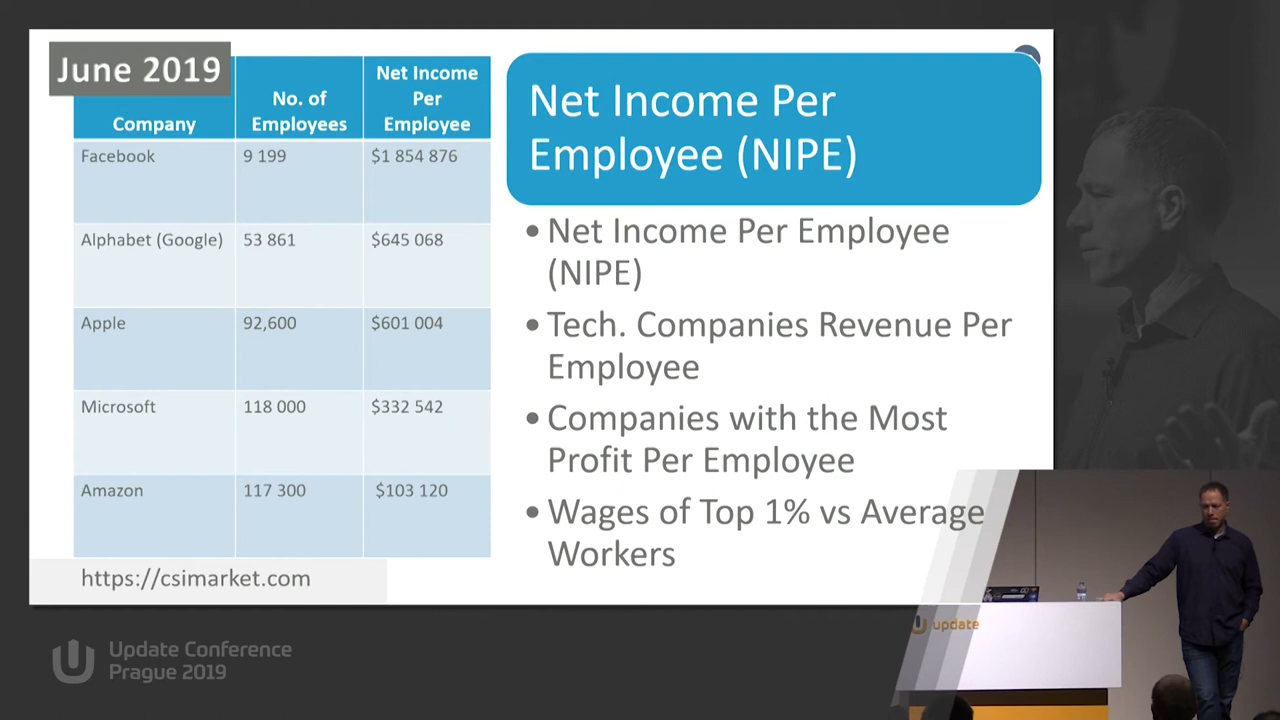 June 2019
Company
No. of
Employees
Net Income
Per
Employee
Facebook
9 199
$1 854 876
Alphabet (Google)
53 861
$645 068
Apple
92,600
$601 004
Microsoft
118 000
$332 542
Amazon
117 300
$103 120
https://csimarket.com
Net Income Per
Employee (NIPE)
• Net Income Per Employee
(NIPE)
• Tech. Companies Revenue Per
Employee
• Companies with the Most
Profit Per Employee
• Wages of Top 1% vs Average
Workers
update
Update Conference
Prague 2019